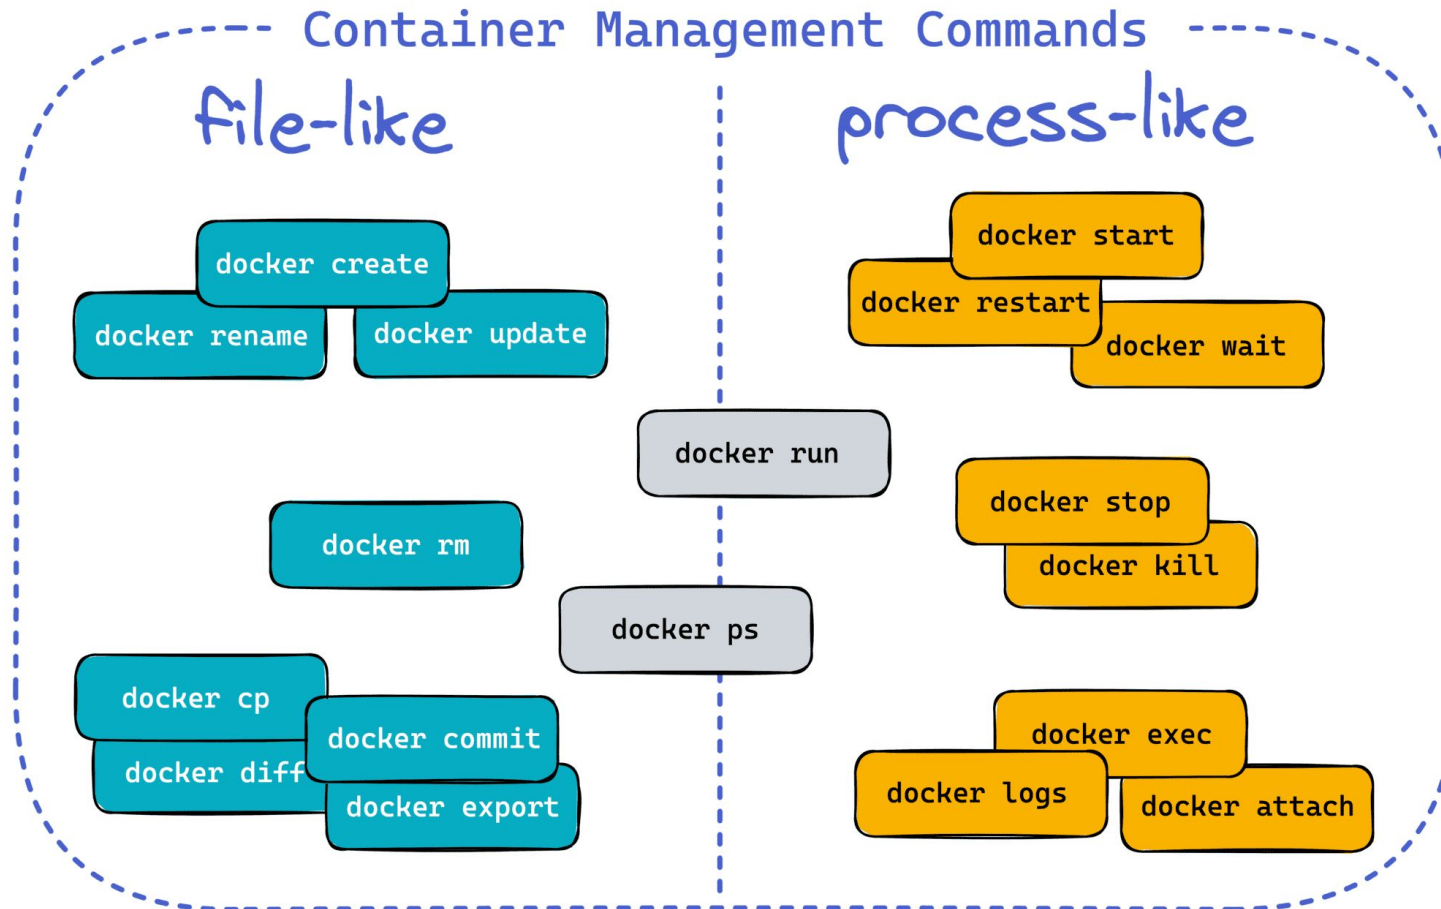 Container Management Commands
file-like
process-like
docker create
docker rename
docker update
docker rm
docker cp
docker diff
docker commit
docker export
docker run
docker ps
docker start
docker restart
docker wait
docker stop
docker kill
docker exec
docker logs
docker attach